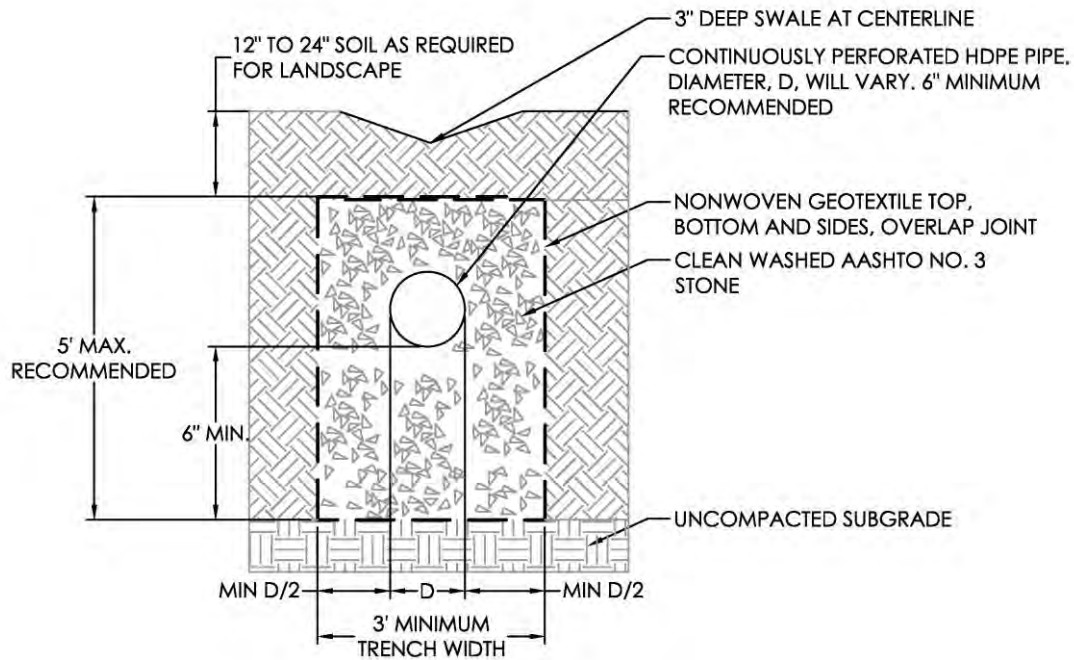 3" DEEP SWALE AT CENTERLINE
12" TO 24" SOIL AS REQUIRED
FOR LANDSCAPE
CONTINUOUSLY PERFORATED HDPE PIPE,
DIAMETER, D, WILL VARY. 6" MINIMUM
RECOMMENDED
NONWOVEN GEOTEXTILE TOP,
BOTTOM AND SIDES, OVERLAP JOINT
CLEAN WASHED AASHTO NO. 3
STONE
5' MAX.
RECOMMENDED
6" MIN.
UNCOMPACTED SUBGRADE
MIN D/2
D
MIN D/2
3' MINIMUM
TRENCH WIDTH